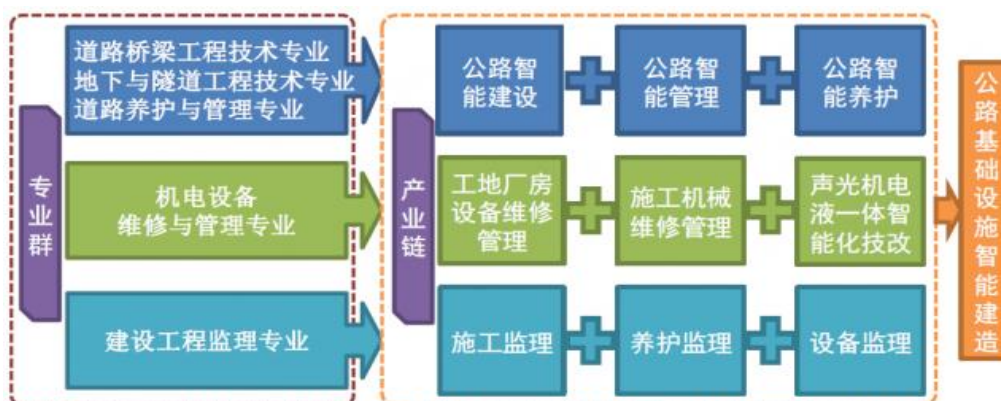 专业群
道路桥梁工程技术专业
地下与隧道工程技术专业
道路养护与管理专业
机电设备
维修与管理专业
建设工程监理专业
产业链
公路智
能建设
公路智
能管理
公路智
能养护
工地厂房
设备维修
管理
施工机械
维修管理
声光机电
液一体智
能化技改
施工监理
养护监理
设备监理
公路基础设施智能建造